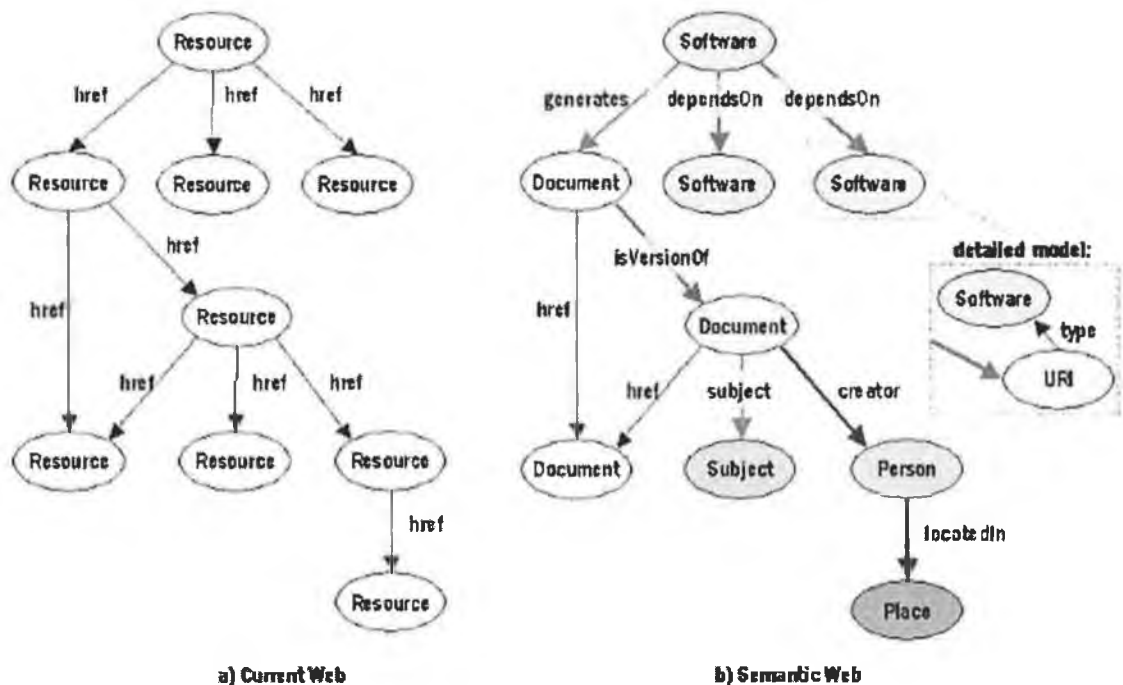 Resource
href
href
href
Resource
Resource
Resource
href
href
Resource
href
href
href
Resource
Resource
Resource
href
Resource
a) Current Web
Software
generates
dependsOn
dependsOn
Document
Software
Software
isVersionOf
href
Document
href
subject
creator
Document
Subject
Person
locatedIn
Place
detailed model:
Software
type
URI
b) Semantic Web